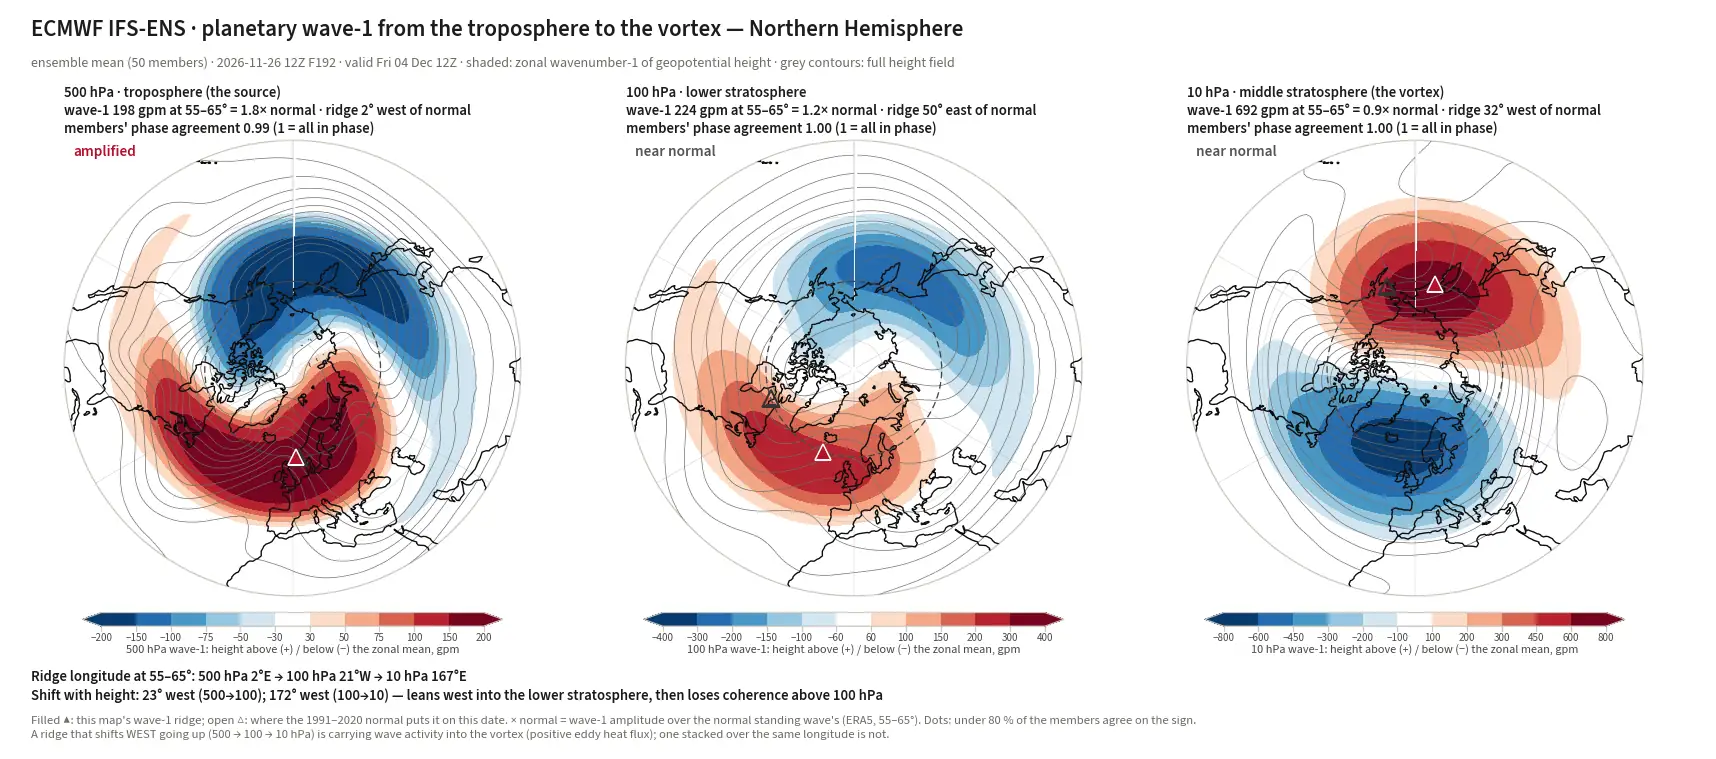 ECMWF IFS-ENS · planetary wave-1 from the troposphere to the vortex — Northern Hemisphere
ensemble mean (50 members) · 2026-11-26 12Z F192 · valid Fri 04 Dec 12Z · shaded: zonal wavenumber-1 of geopotential height · grey contours: full height field
500 hPa · troposphere (the source)
wave-1 198 gpm at 55–65° = 1.8× normal · ridge 2° west of normal
members' phase agreement 0.99 (1 = all in phase)
amplified
100 hPa · lower stratosphere
wave-1 224 gpm at 55–65° = 1.2× normal · ridge 50° east of normal
members' phase agreement 1.00 (1 = all in phase)
near normal
10 hPa · middle stratosphere (the vortex)
wave-1 692 gpm at 55–65° = 0.9× normal · ridge 32° west of normal
members' phase agreement 1.00 (1 = all in phase)
near normal
−200 −150 −100 −75 −50 −30 30 50 75 100 150 200
500 hPa wave-1: height above (+) / below (−) the zonal mean, gpm
−400 −300 −200 −150 −100 −60 60 100 150 200 300 400
100 hPa wave-1: height above (+) / below (−) the zonal mean, gpm
−800 −600 −450 −300 −200 −100 100 200 300 450 600 800
10 hPa wave-1: height above (+) / below (−) the zonal mean, gpm
Ridge longitude at 55–65°: 500 hPa 2°E → 100 hPa 21°W → 10 hPa 167°E
Shift with height: 23° west (500→100); 172° west (100→10) — leans west into the lower stratosphere, then loses coherence above 100 hPa
Filled ▲: this map's wave-1 ridge; open △: where the 1991–2020 normal puts it on this date. × normal = wave-1 amplitude over the normal standing wave's (ERA5, 55–65°). Dots: under 80 % of the members agree on the sign.
A ridge that shifts WEST going up (500 → 100 → 10 hPa) is carrying wave activity into the vortex (positive eddy heat flux); one stacked over the same longitude is not.